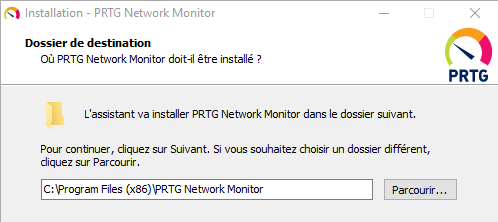 Installation - PRTG Network Monitor
Dossier de destination
Où PRTG Network Monitor doit-il être installé ?
PRTG
L'assistant va installer PRTG Network Monitor dans le dossier suivant.
Pour continuer, cliquez sur Suivant. Si vous souhaitez choisir un dossier différent,
cliquez sur Parcourir.
C:\Program Files (x86)\PRTG Network Monitor
Parcourir...